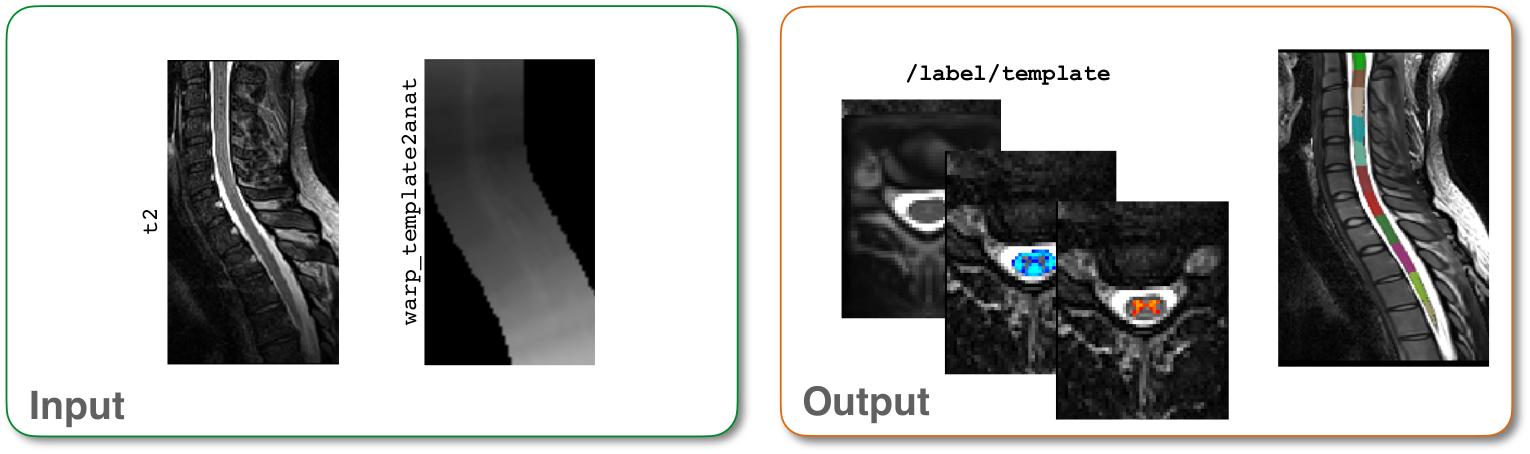 t2
warp_template2anat
Input
/label/template
Output